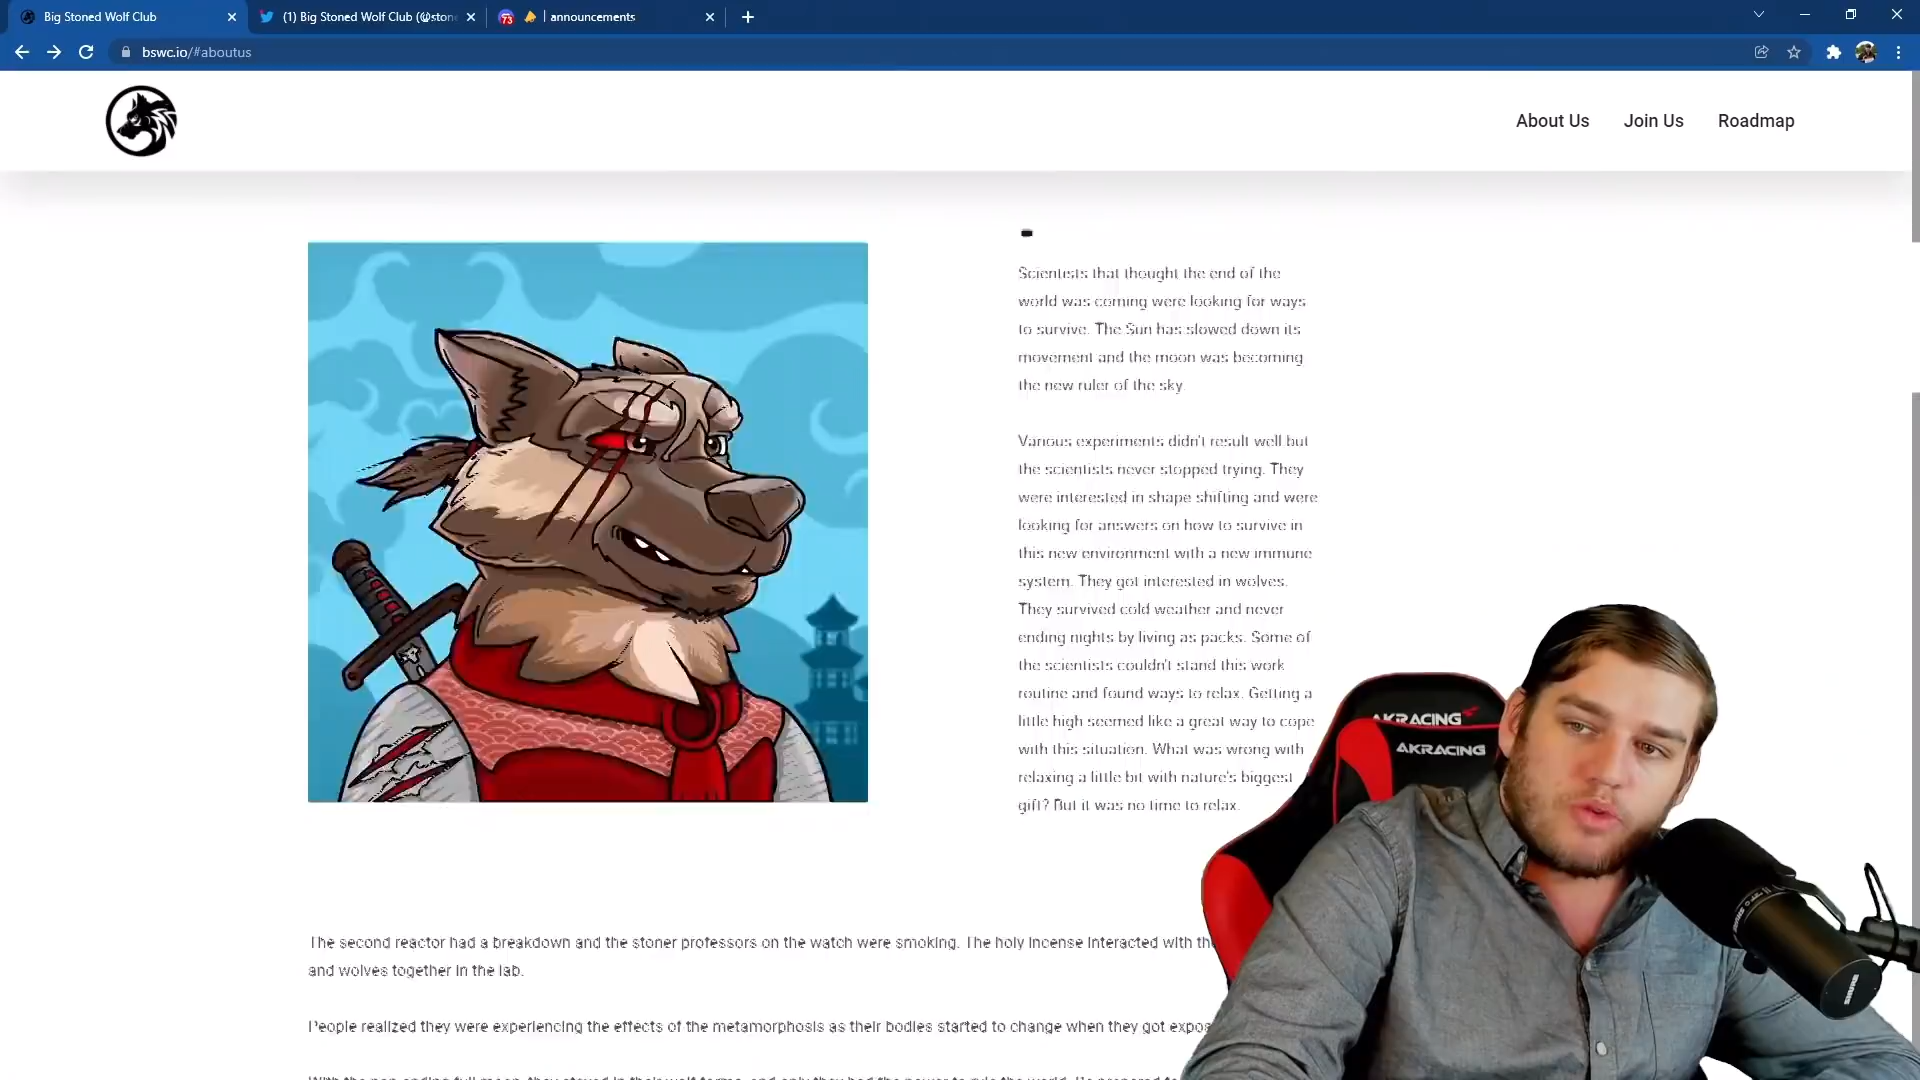 Big Stoned Wolf Club
(1) Big Stoned Wolf Club (@stone
73
| announcements
bswc.io/#aboutus
About Us
Join Us
Roadmap
Scientists that thought the end of the
world was coming were looking for ways
to survive. The Sun has slowed down its
movement and the moon was becoming
the new ruler of the sky.
Various experiments didn't result well but
the scientists never stopped trying. They
were interested in shape shifting and were
looking for answers on how to survive in
this new environment with a new immune
system. They got interested in wolves.
They survived cold weather and never
ending nights by living as packs. Some of
the scientists couldn't stand this work
routine and found ways to relax. Getting a
little high seemed like a great way to cope
with this situation. What was wrong with
relaxing a little bit with nature's biggest
gift? But it was no time to relax.
AKRACING
AKRACING
SHURE
The second reactor had a breakdown and the stoner professors on the watch were smoking. The holy incense interacted with the
and wolves together in the lab.
People realized they were experiencing the effects of the metamorphosis as their bodies started to change when they got expos